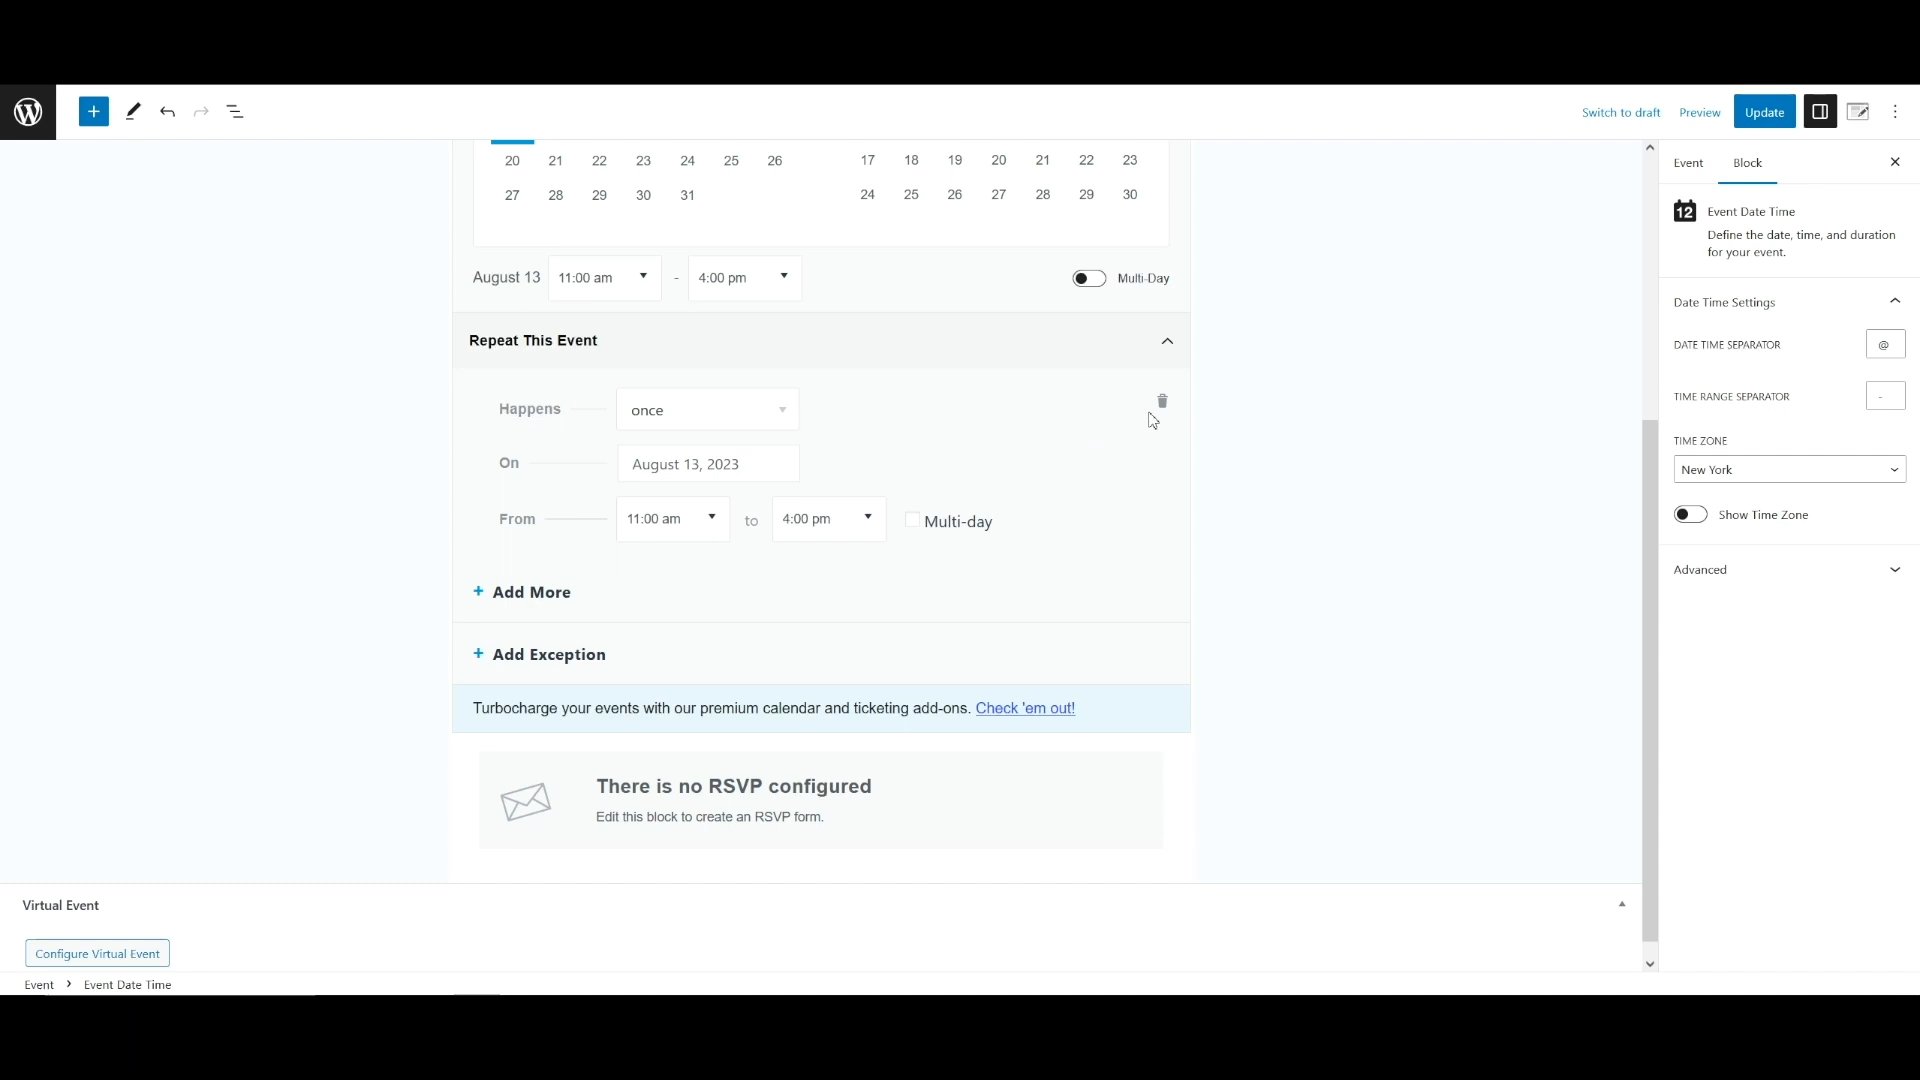 Switch to draft Preview Update
20 21 22 23 24 25 26 17 18 19 20 21 22 23
27 28 29 30 31 24 25 26 27 28 29 30
August 13 11:00 am - 4:00 pm Multi-Day
Repeat This Event
Happens once
On August 13, 2023
From 11:00 am to 4:00 pm Multi-day
+ Add More
+ Add Exception
Turbocharge your events with our premium calendar and ticketing add-ons. Check 'em out!
There is no RSVP configured
Edit this block to create an RSVP form.
Virtual Event
Configure Virtual Event
Event > Event Date Time
Event Block
12 Event Date Time
Define the date, time, and duration
for your event.
Date Time Settings
DATE TIME SEPARATOR @
TIME RANGE SEPARATOR -
TIME ZONE
New York
Show Time Zone
Advanced